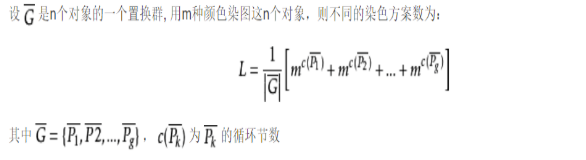 设 G̅ 是n个对象的一个置换群,用m种颜色染图这n个对象，则不同的染色方案数为:
L = 1/|G̅| [m^{c(P̅₁)} + m^{c(P̅₂)} + ... + m^{c(P̅g)}]
其中 G̅ = {P̅₁, P̅2, ..., P̅g}， c(P̅k) 为 P̅k 的循环节数